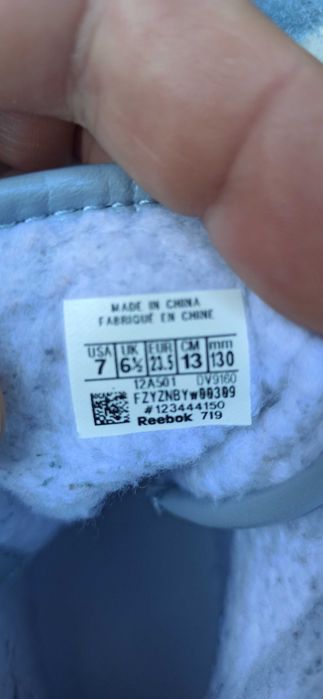 MADE IN CHINA
FABRIQUÉ EN CHINE
USA UK EUR CM mm
7 6½ 23.5 13 130
12A501 DV9160
FZYZNBYw00309
#123444150
Reebok 719